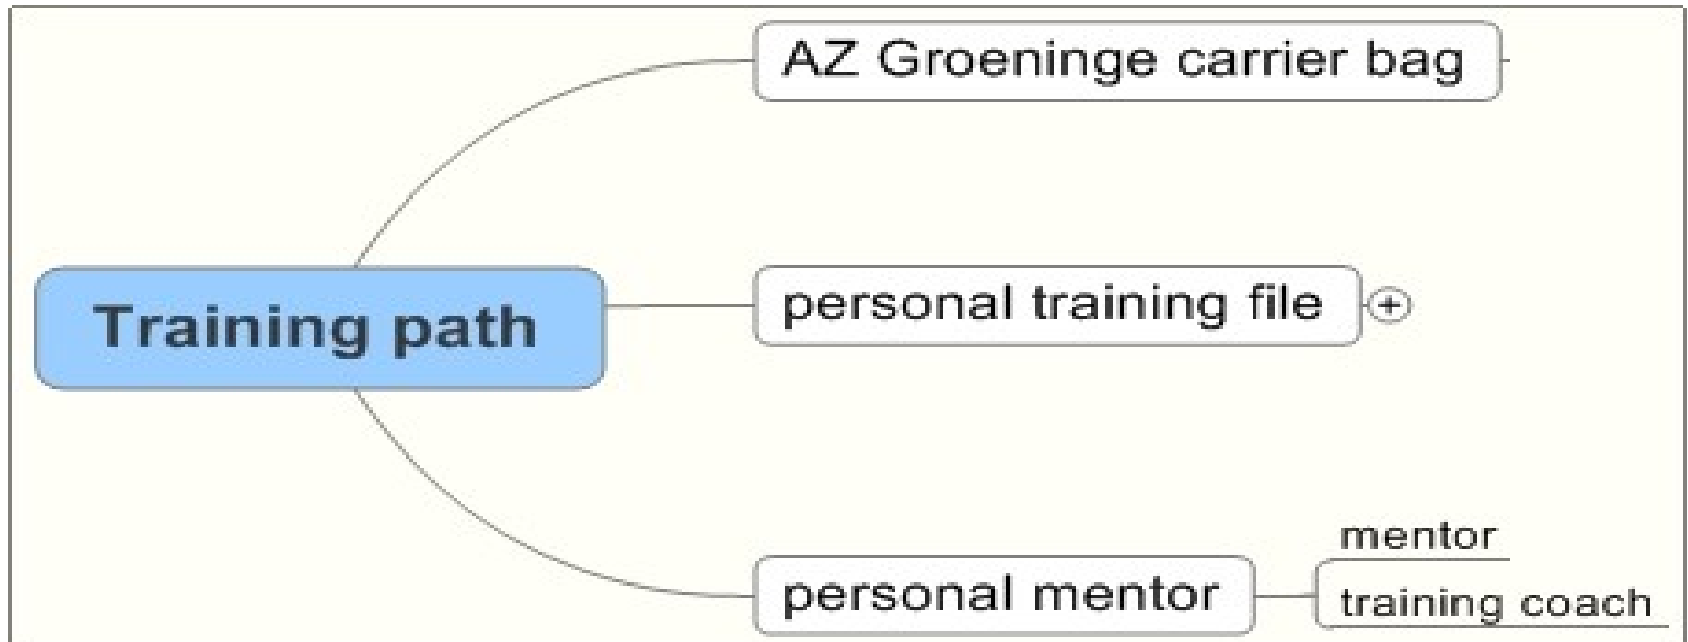 AZ Groeninge carrier bag
Training path
personal training file
+
personal mentor
mentor
training coach